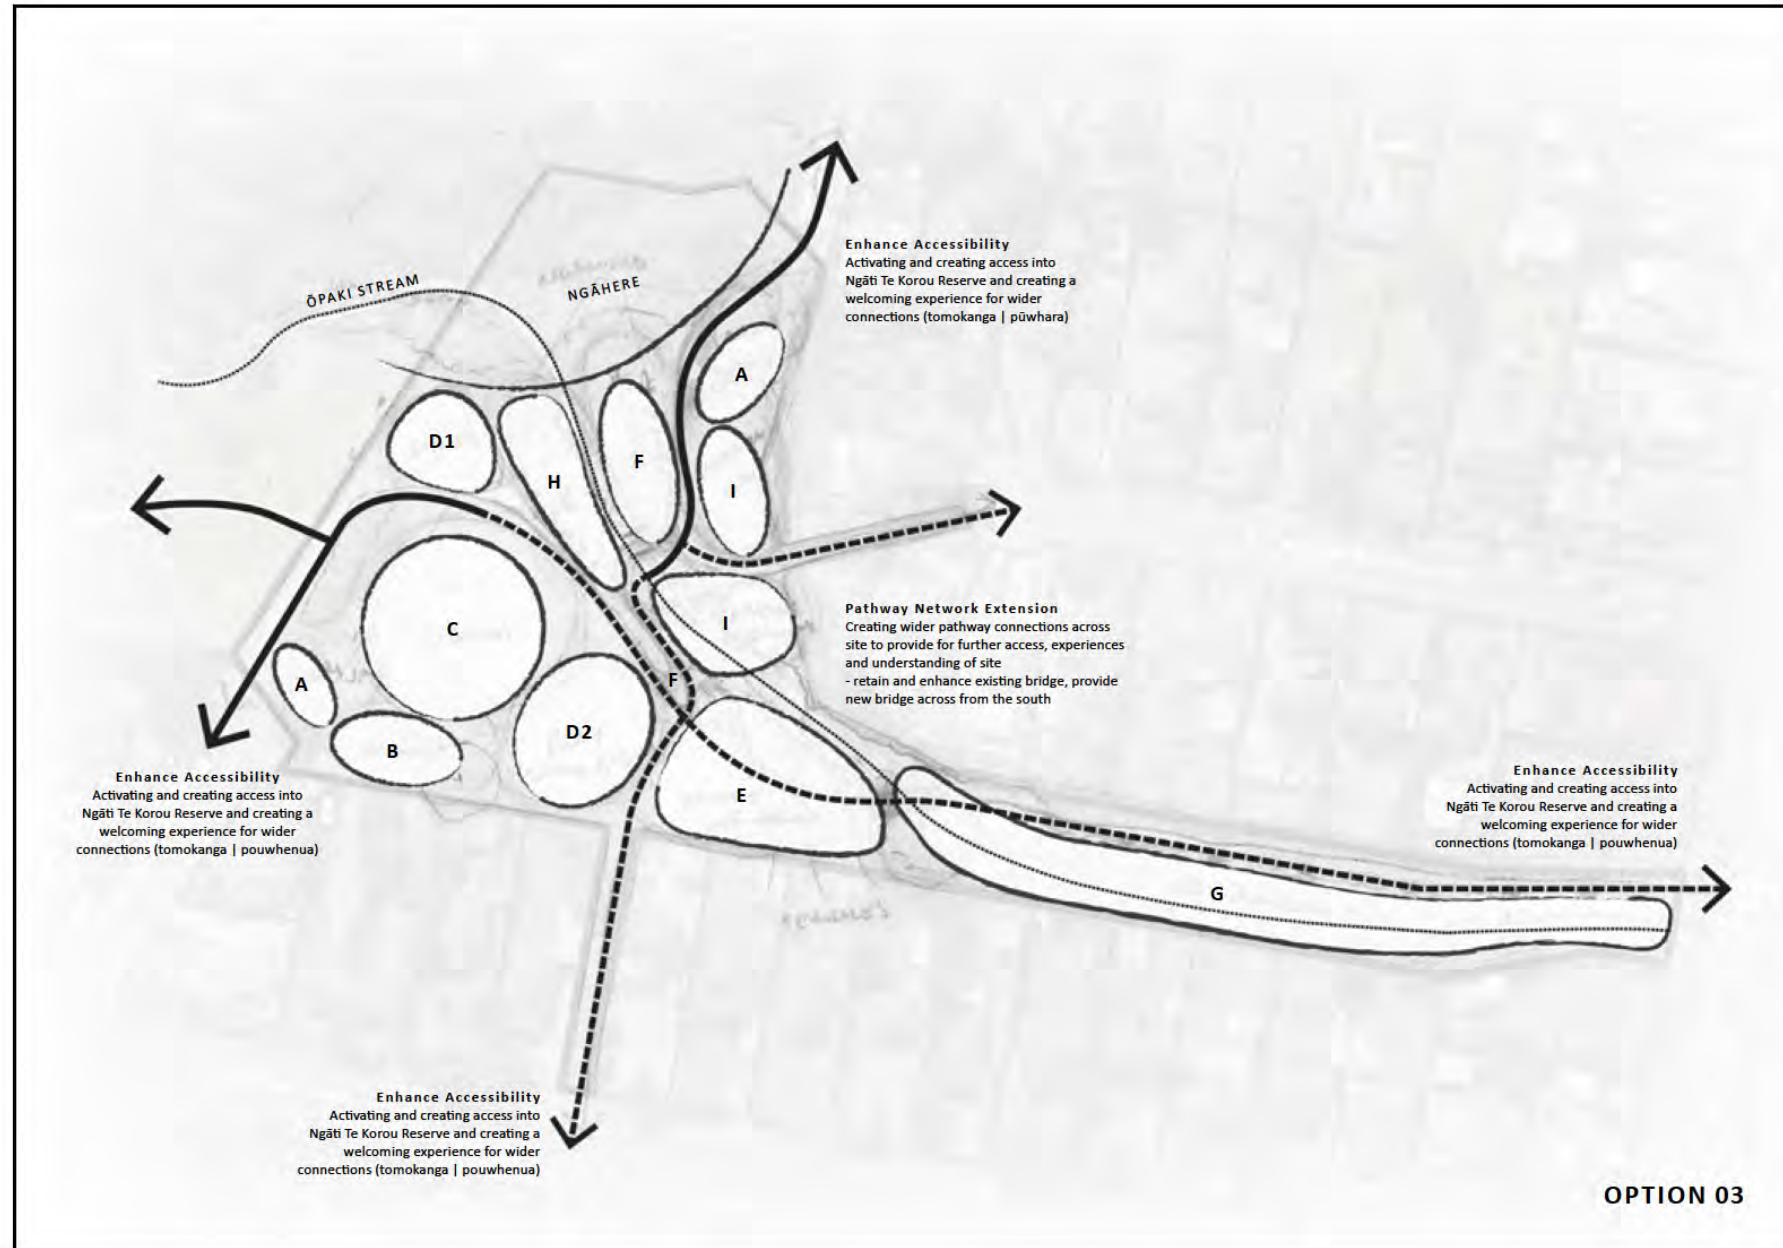 Enhance Accessibility
Activating and creating access into
Ngāti Te Korou Reserve and creating a
welcoming experience for wider
connections (tomokanga | pūwhara)
ŌPAKI STREAM
NGĀHERE
A
D1
F
H
I
Pathway Network Extension
Creating wider pathway connections across
site to provide for further access, experiences
and understanding of site
- retain and enhance existing bridge, provide
new bridge across from the south
C
I
A
F
D2
B
E
Enhance Accessibility
Activating and creating access into
Ngāti Te Korou Reserve and creating a
welcoming experience for wider
connections (tomokanga | pouwhenua)
Enhance Accessibility
Activating and creating access into
Ngāti Te Korou Reserve and creating a
welcoming experience for wider
connections (tomokanga | pouwhenua)
G
Enhance Accessibility
Activating and creating access into
Ngāti Te Korou Reserve and creating a
welcoming experience for wider
connections (tomokanga | pouwhenua)
OPTION 03